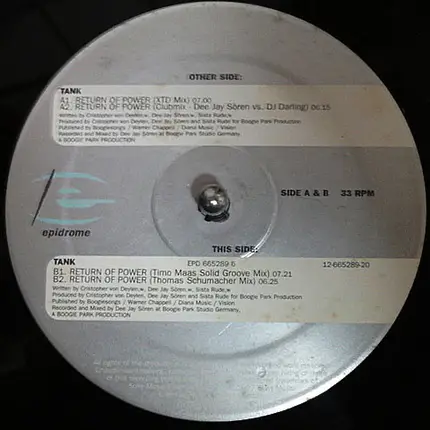 OTHER SIDE:
TANK
A1. RETURN OF POWER (XTD Mix) 07.00
A2. RETURN OF POWER (Clubmix - Dee Jay Sören vs. DJ Darling) 06.15
Written by Cristopher von Deylen,w, Dee Jay Sören,w, Sista Rude,w
Produced by Cristopher von Deylen, Dee Jay Sören and Sista Rude for Boogie Park Production
Published by Boogiesongs / Warner Chappell / Diana Music / Vision
Recorded and Mixed by Dee Jay Sören at Boogie Park Studio Germany,
A BOOGIE PARK PRODUCTION
SIDE A & B 33 RPM
epidrome
THIS SIDE:
TANK EPD 665289 6 12-665289-20
B1. RETURN OF POWER (Timo Maas Solid Groove Mix) 07.21
B2. RETURN OF POWER (Thomas Schumacher Mix) 06.25
Written by Cristopher von Deylen,w, Dee Jay Sören,w, Sista Rude,w
Produced by Cristopher von Deylen, Dee Jay Sören and Sista Rude for Boogie Park Production
Published by Boogiesongs / Warner Chappell / Diana Music / Vision
Recorded and Mixed by Dee Jay Sören at Boogie Park Studio Germany,
A BOOGIE PARK PRODUCTION